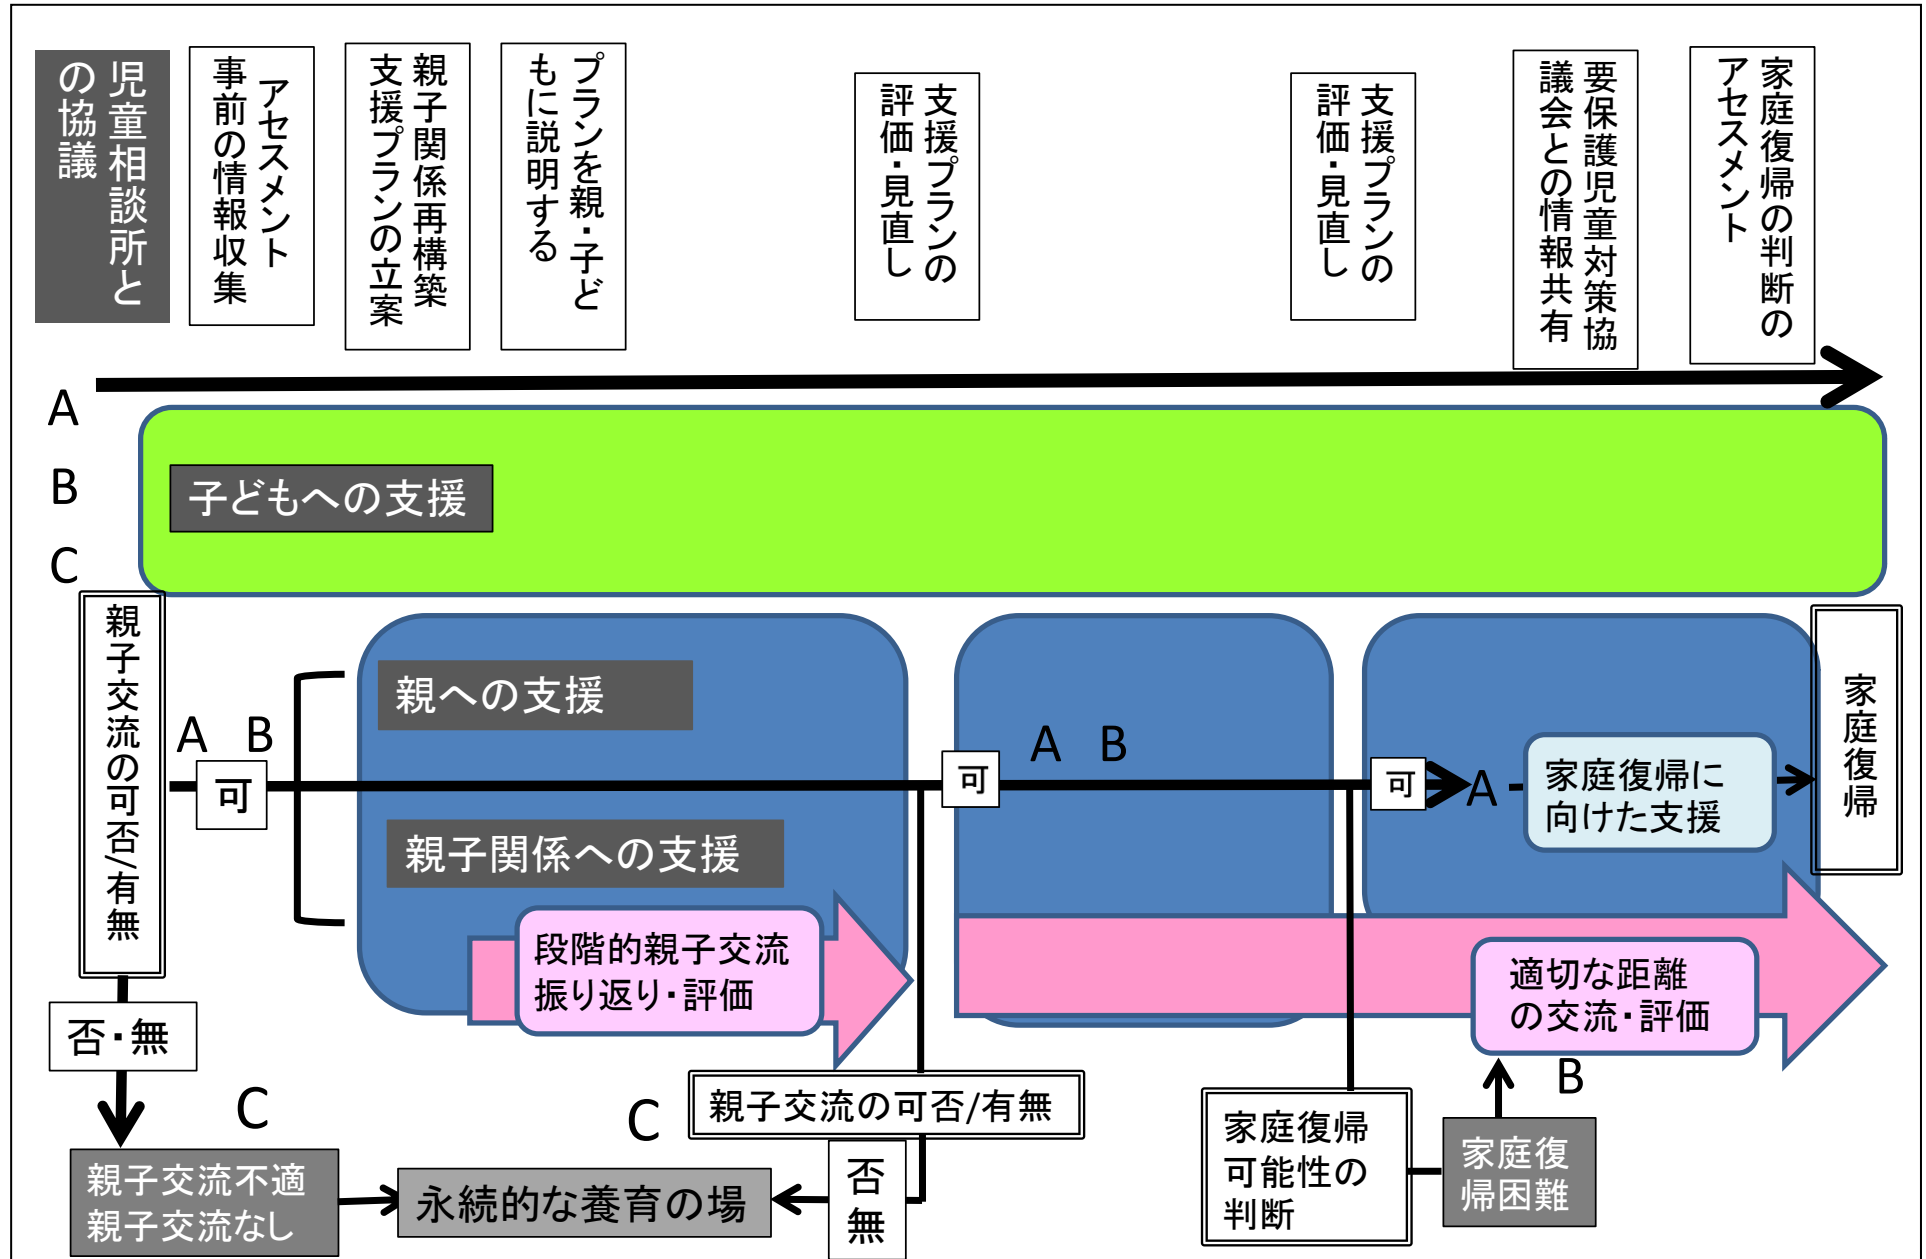 児童相談所と
の協議
アセスメント
事前の情報収集
親子関係再構築
支援プランの立案
プランを親・子ど
もに説明する
支援プランの
評価・見直し
支援プランの
評価・見直し
要保護児童対策協
議会との情報共有
家庭復帰の判断の
アセスメント
A
B
C
子どもへの支援
親子交流の可否/有無
A B
可
親への支援
親子関係への支援
段階的親子交流
振り返り・評価
可
A B
可
A
家庭復帰に
向けた支援
家庭復帰
適切な距離
の交流・評価
B
否・無
C
親子交流不適
親子交流なし
永続的な養育の場
C
親子交流の可否/有無
否
無
家庭復帰
可能性の
判断
家庭復
帰困難